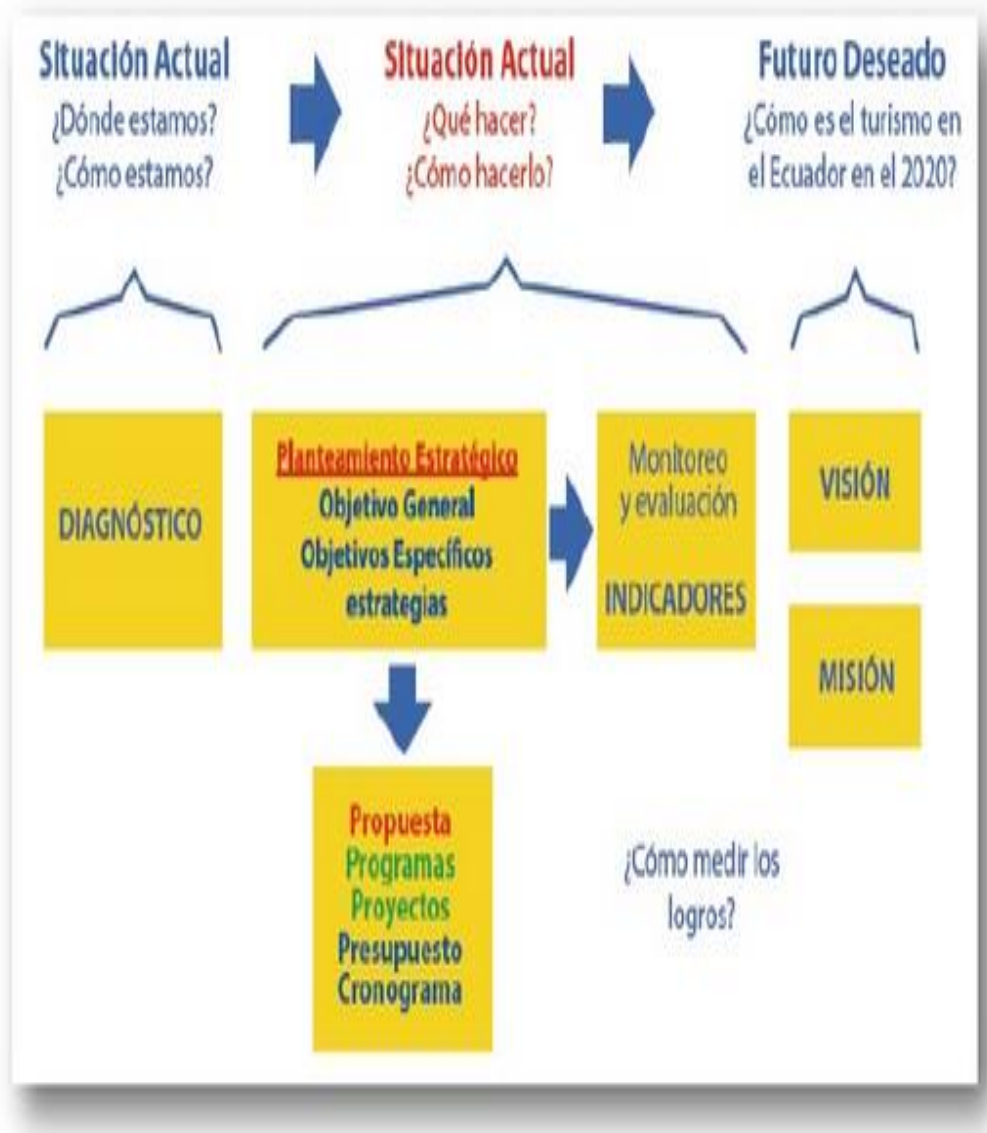 Situación Actual
¿Dónde estamos?
¿Cómo estamos?
Situación Actual
¿Qué hacer?
¿Cómo hacerlo?
Futuro Deseado
¿Cómo es el turismo en
el Ecuador en el 2020?
DIAGNÓSTICO
Planteamiento Estratégico
Objetivo General
Objetivos Específicos
estrategias
Monitoreo
y evaluación
INDICADORES
VISIÓN
MISIÓN
Propuesta
Programas
Proyectos
Presupuesto
Cronograma
¿Cómo medir los
logros?